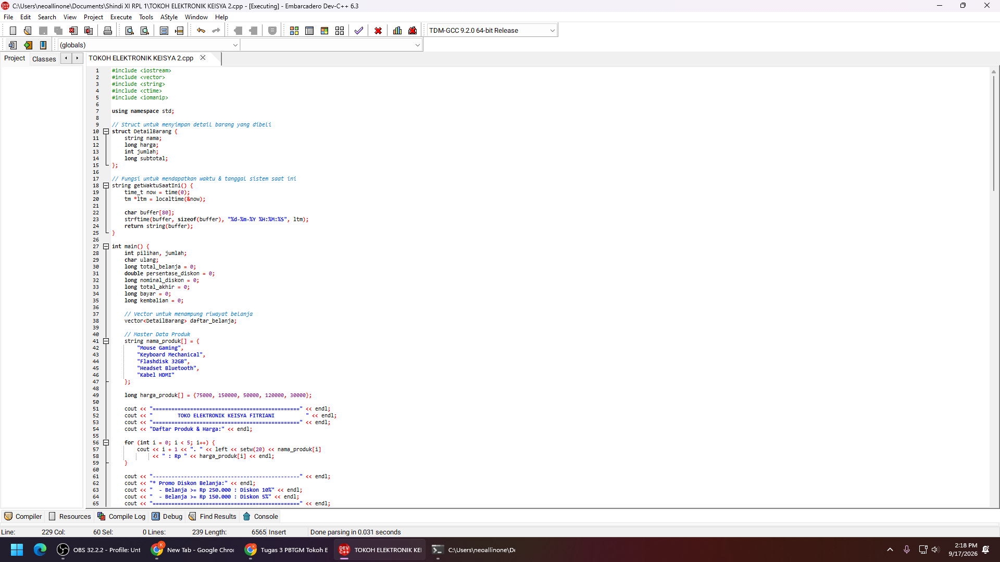 C:\Users\neoallinone\Documents\Shindi XI RPL 1\TOKOH ELEKTRONIK KEISYA 2.cpp - [Executing] - Embarcadero Dev-C++ 6.3
File Edit Search View Project Execute Tools AStyle Window Help
TDM-GCC 9.2.0 64-bit Release
(globals)
Project Classes TOKOH ELEKTRONIK KEISYA 2.cpp
1 #include <iostream>
2 #include <vector>
3 #include <string>
4 #include <ctime>
5 #include <iomanip>
6
7 using namespace std;
8
9 // Struct untuk menyimpan detail barang yang dibeli
10 struct DetailBarang {
11 string nama;
12 long harga;
13 int jumlah;
14 long subtotal;
15 };
16
17 // Fungsi untuk mendapatkan waktu & tanggal sistem saat ini
18 string getWaktuSaatIni() {
19 time_t now = time(0);
20 tm *ltm = localtime(&now);
21
22 char buffer[80];
23 strftime(buffer, sizeof(buffer), "%d-%m-%Y %H:%M:%S", ltm);
24 return string(buffer);
25 }
26
27 int main() {
28 int pilihan, jumlah;
29 char ulang;
30 long total_belanja = 0;
31 double persentase_diskon = 0;
32 long nominal_diskon = 0;
33 long total_akhir = 0;
34 long bayar = 0;
35 long kembalian = 0;
36
37 // Vector untuk menampung riwayat belanja
38 vector<DetailBarang> daftar_belanja;
39
40 // Master Data Produk
41 string nama_produk[] = {
42 "Mouse Gaming",
43 "Keyboard Mechanical",
44 "Flashdisk 32GB",
45 "Headset Bluetooth",
46 "Kabel HDMI"
47 };
48
49 long harga_produk[] = {75000, 150000, 50000, 120000, 30000};
50
51 cout << "===============================================" << endl;
52 cout << "        TOKO ELEKTRONIK KEISYA FITRIANI          " << endl;
53 cout << "===============================================" << endl;
54 cout << "Daftar Produk & Harga:" << endl;
55
56 for (int i = 0; i < 5; i++) {
57 cout << i + 1 << ". " << left << setw(20) << nama_produk[i]
58 << " : Rp " << harga_produk[i] << endl;
59 }
60
61 cout << "-----------------------------------------------" << endl;
62 cout << "* Promo Diskon Belanja:" << endl;
63 cout << "  - Belanja >= Rp 250.000 : Diskon 10%" << endl;
64 cout << "  - Belanja >= Rp 150.000 : Diskon 5%" << endl;
65 cout << "===============================================" << endl;
Compiler Resources Compile Log Debug Find Results Console
Line: 229 Col: 60 Sel: 0 Lines: 239 Length: 6565 Insert Done parsing in 0.031 seconds
OBS 32.2.2 - Profile: Unt New Tab - Google Chro Tugas 3 PBTGM Tokoh E TOKOH ELEKTRONIK KEI C:\Users\neoallinone\Do
2:18 PM
9/17/2026